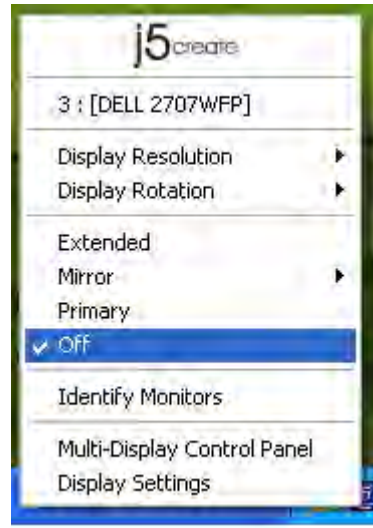 j5create
3 : [DELL 2707WFP]
Display Resolution
Display Rotation
Extended
Mirror
Primary
Off
Identify Monitors
Multi-Display Control Panel
Display Settings